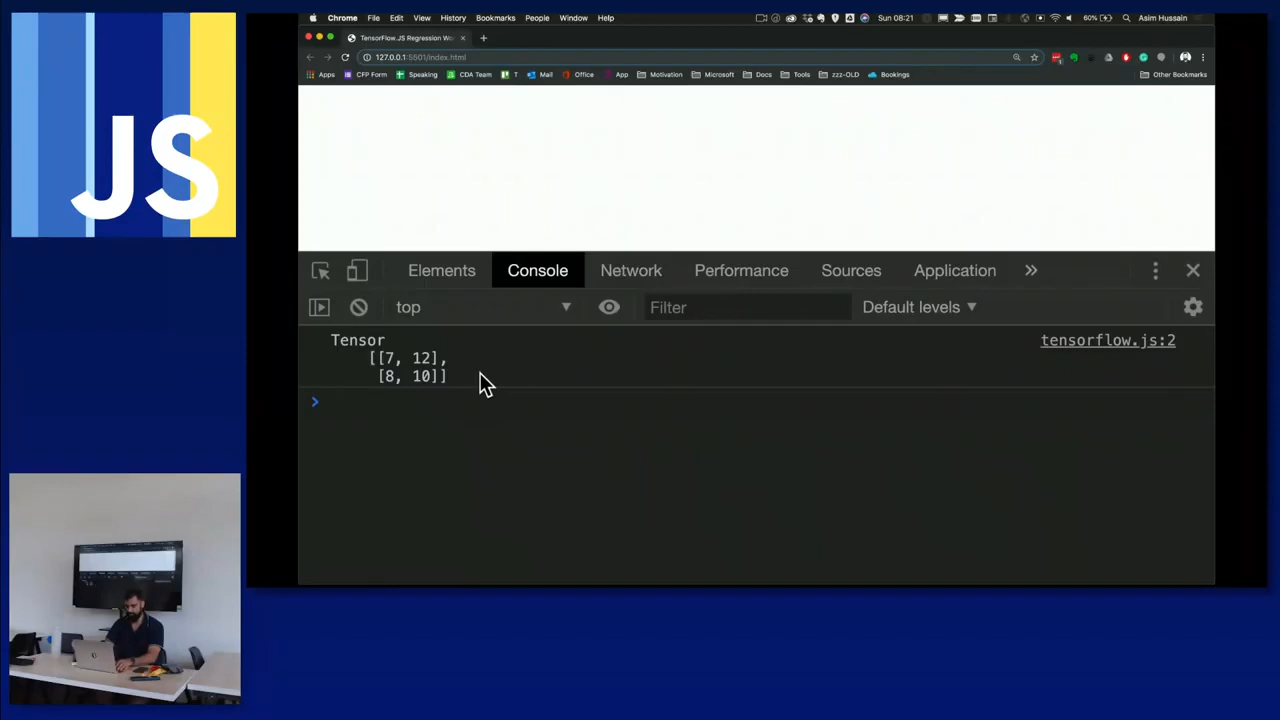 JS
Chrome File Edit View History Bookmarks People Window Help Sun 08:21 60% Asim Hussain
TensorFlow.JS Regression Wo
127.0.0.1:5501/index.html
Apps CFP Form Speaking CDA Team T Mail Office App Motivation Microsoft Docs Tools zzz-OLD Bookings Other Bookmarks
Elements Console Network Performance Sources Application »
top Filter Default levels
Tensor tensorflow.js:2
[[7, 12],
[8, 10]]
>